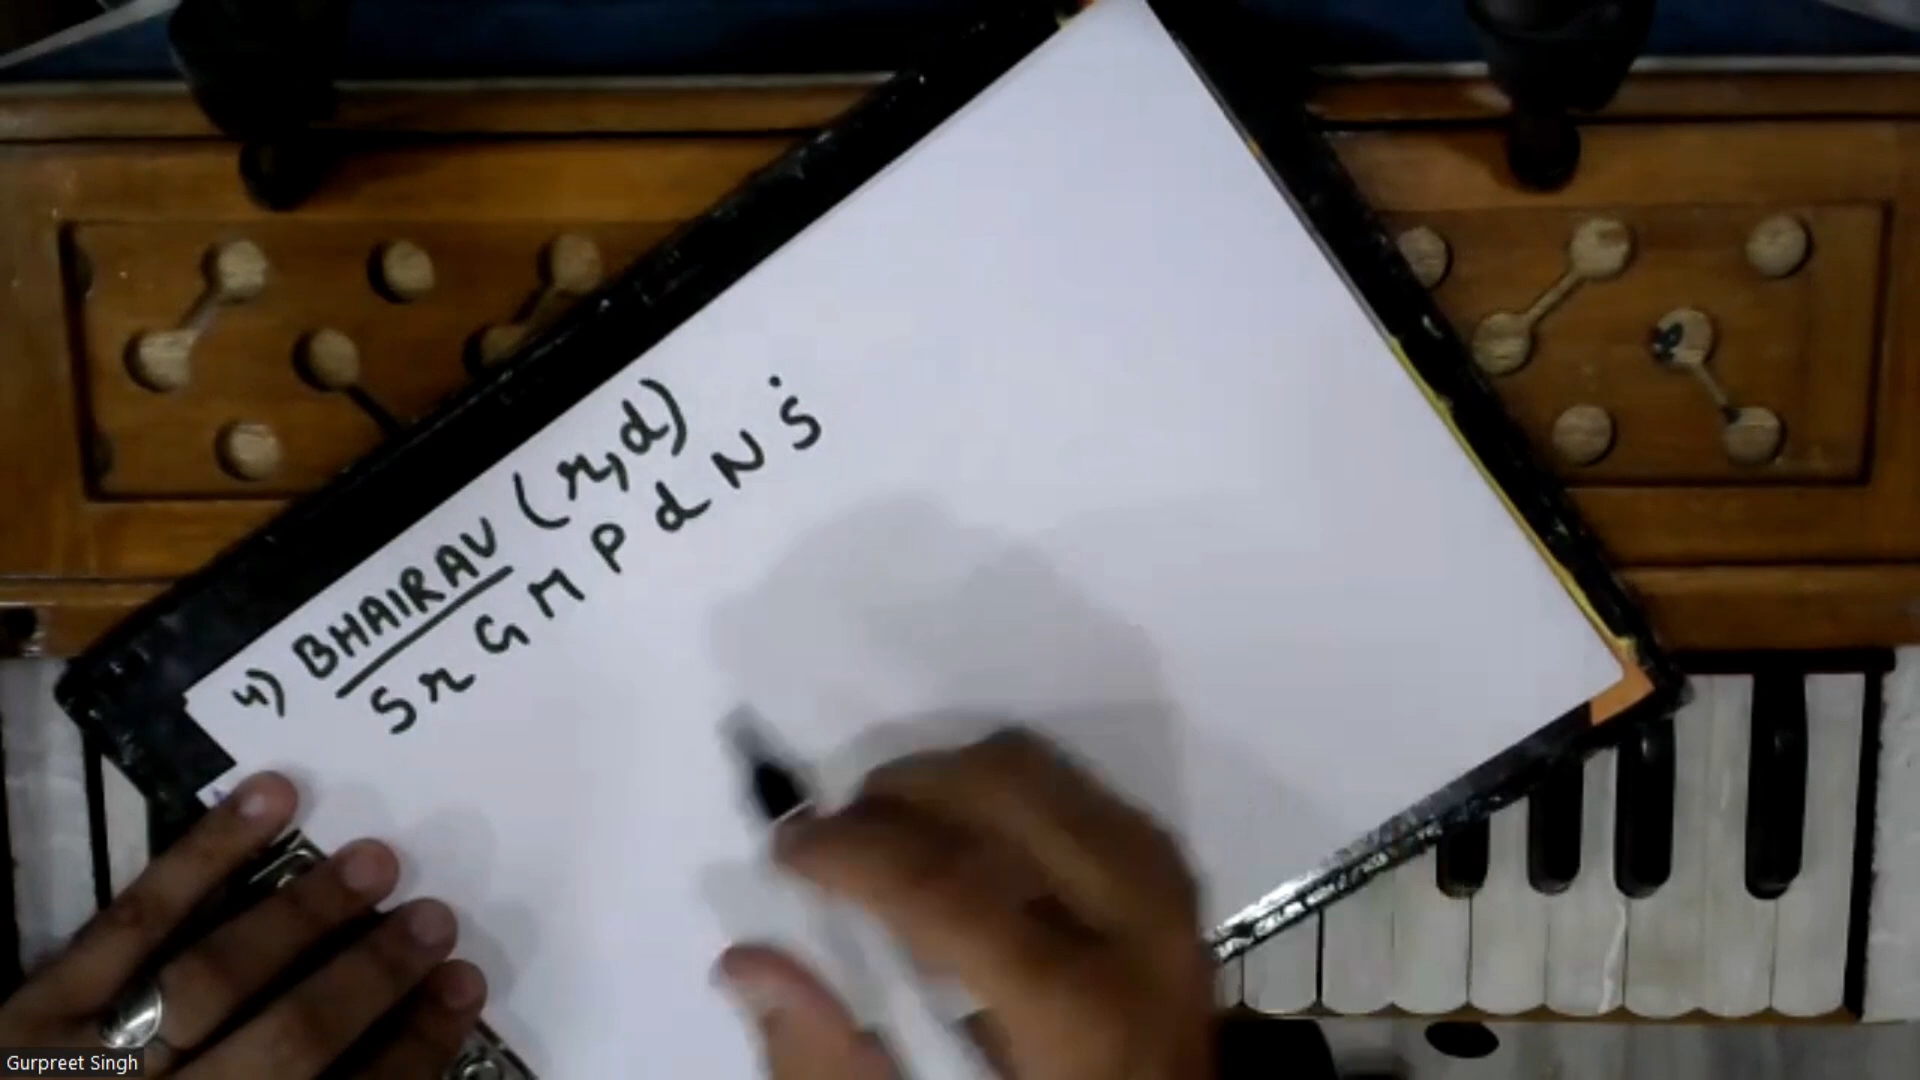 4) BHAIRAV (r, d)
S r G M P d N Ṡ
Gurpreet Singh